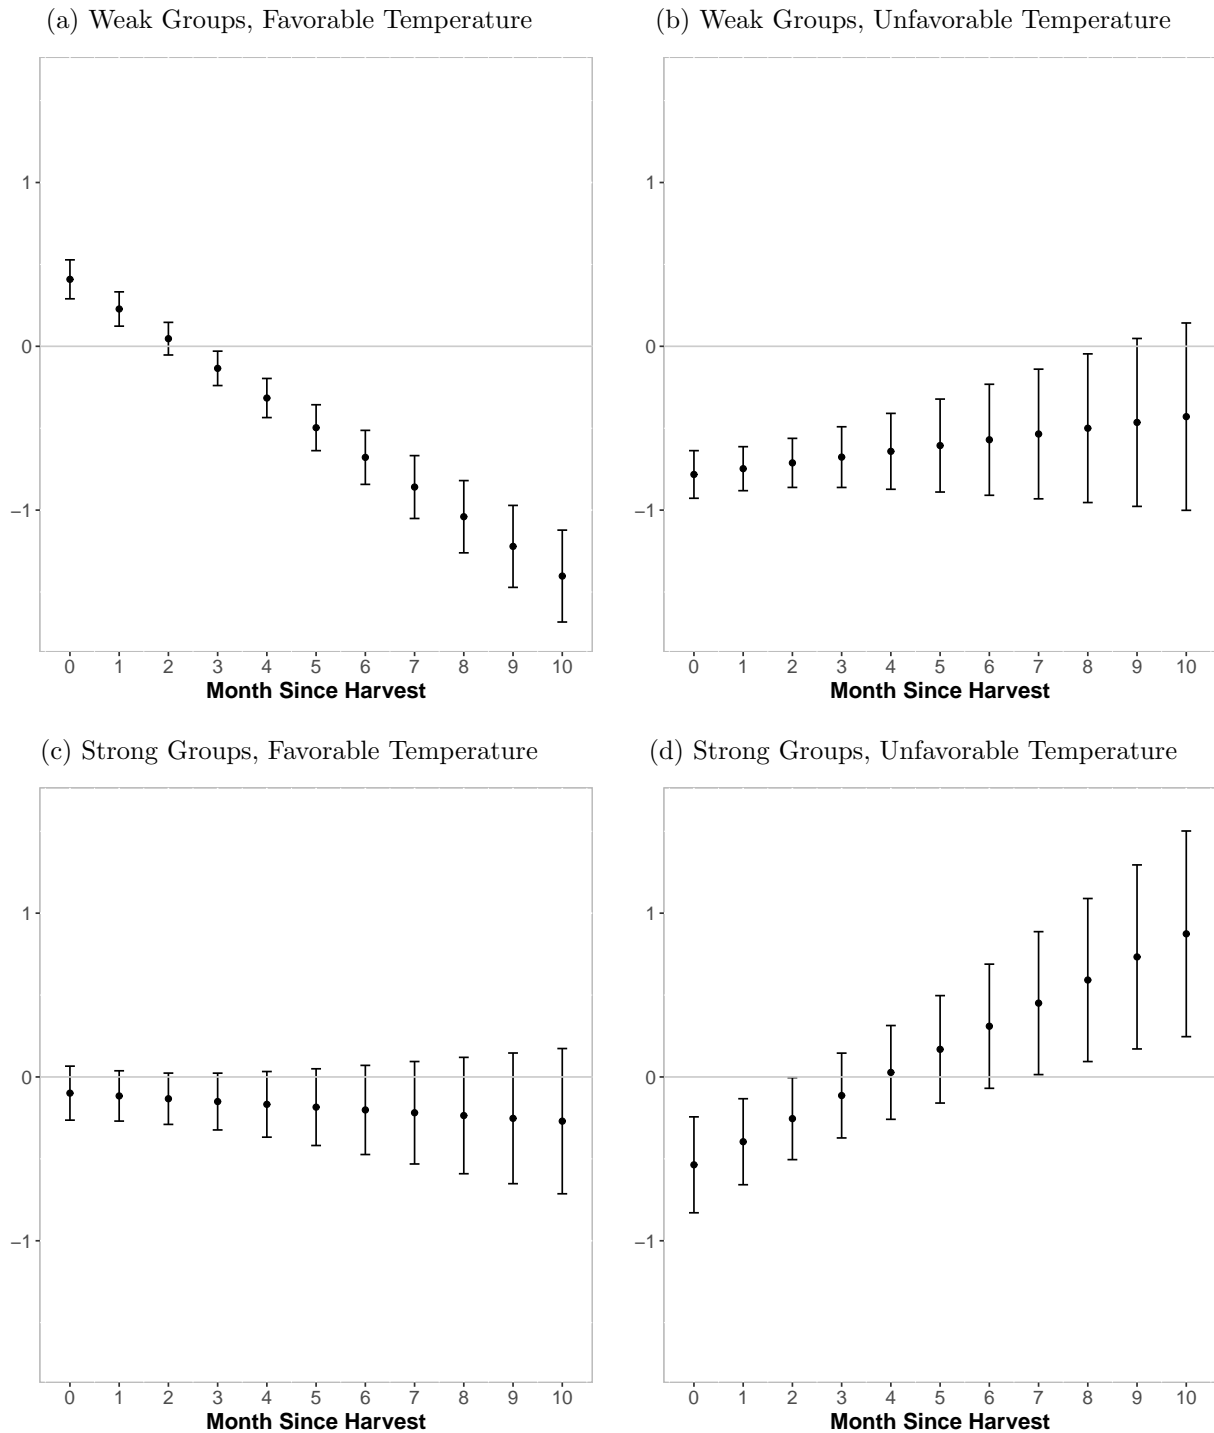 (a) Weak Groups, Favorable Temperature
1
0
−1
0 1 2 3 4 5 6 7 8 9 10
Month Since Harvest
(b) Weak Groups, Unfavorable Temperature
1
0
−1
0 1 2 3 4 5 6 7 8 9 10
Month Since Harvest
(c) Strong Groups, Favorable Temperature
1
0
−1
0 1 2 3 4 5 6 7 8 9 10
Month Since Harvest
(d) Strong Groups, Unfavorable Temperature
1
0
−1
0 1 2 3 4 5 6 7 8 9 10
Month Since Harvest